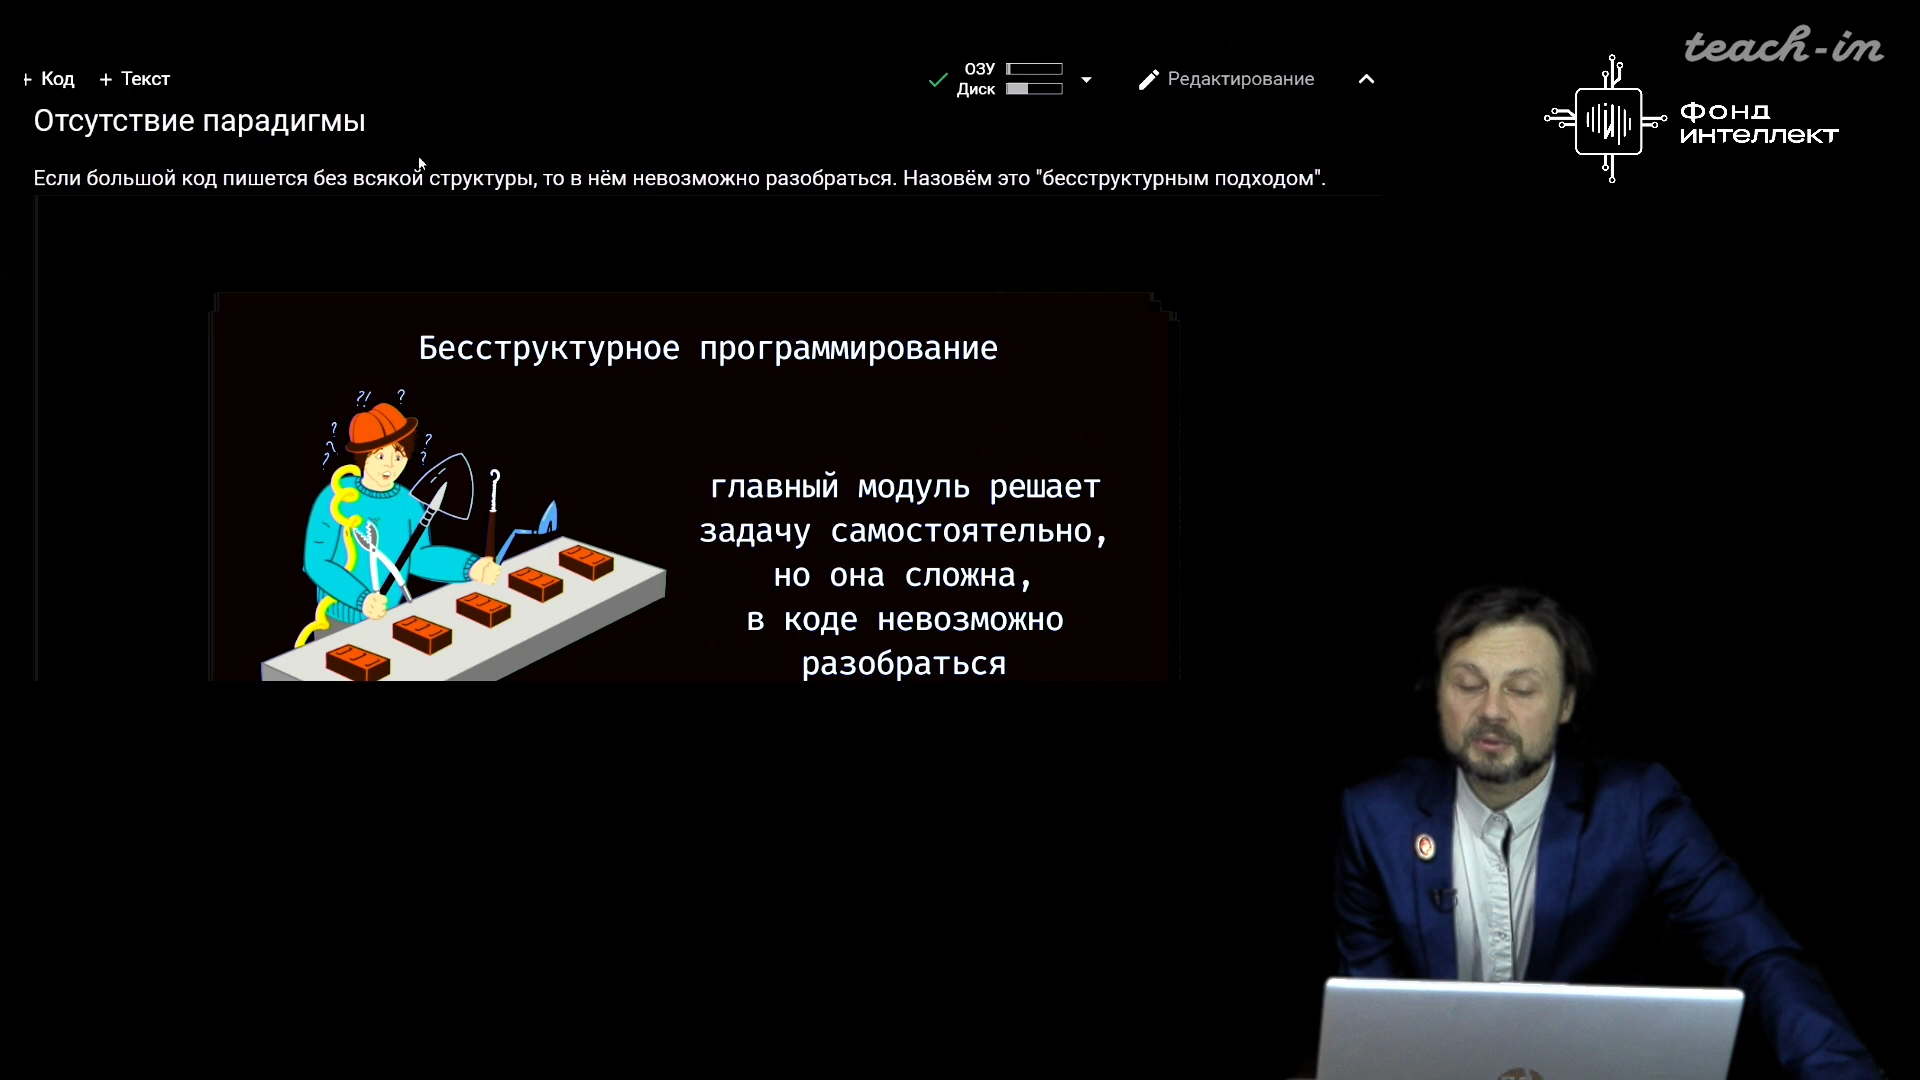 teach-in
+ Код + Текст
ОЗУ
Диск
Редактирование
ФОНД
ИНТЕЛЛЕКТ
Отсутствие парадигмы
Если большой код пишется без всякой структуры, то в нём невозможно разобраться. Назовём это "бесструктурным подходом".
Бесструктурное программирование
?! ?
? ?
? ?
?
главный модуль решает
задачу самостоятельно,
но она сложна,
в коде невозможно
разобраться